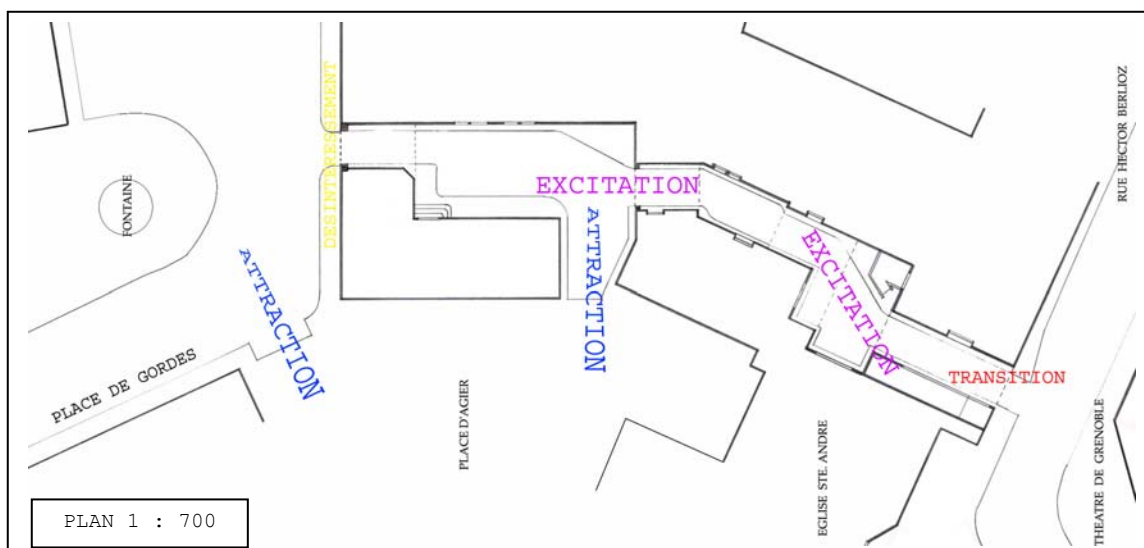 FONTAINE
DESINTERESSEMENT
ATTRACTION
PLACE DE GORDES
EXCITATION
ATTRACTION
PLACE D'AGIER
EXCITATION
TRANSITION
EGLISE STE. ANDRE
RUE HECTOR BERLIOZ
THEATRE DE GRENOBLE
PLAN 1 : 700